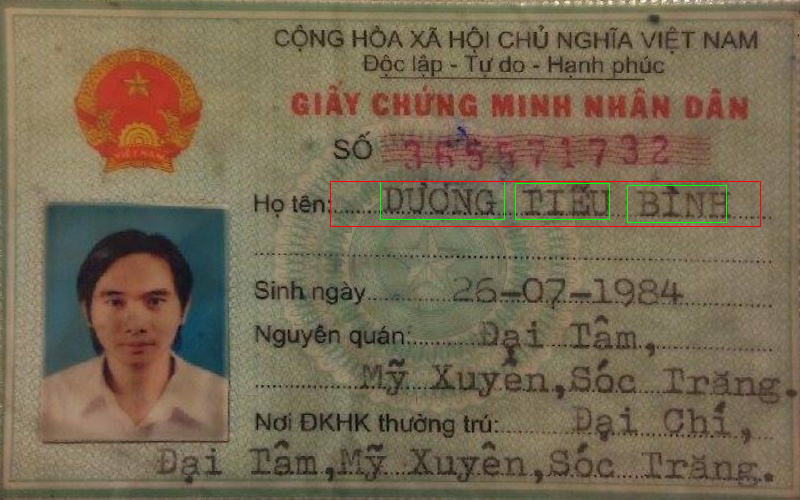 CỘNG HÒA XÃ HỘI CHỦ NGHĨA VIỆT NAM
Độc lập - Tự do - Hạnh phúc
GIẤY CHỨNG MINH NHÂN DÂN
SỐ 365571732
Họ tên: DƯƠNG TIỂU BÌNH
Sinh ngày 26-07-1984
Nguyên quán: Đại Tâm,
Mỹ Xuyên, Sóc Trăng.
Nơi ĐKHK thường trú: Đại Chí,
Đại Tâm, Mỹ Xuyên, Sóc Trăng.
VIỆT NAM